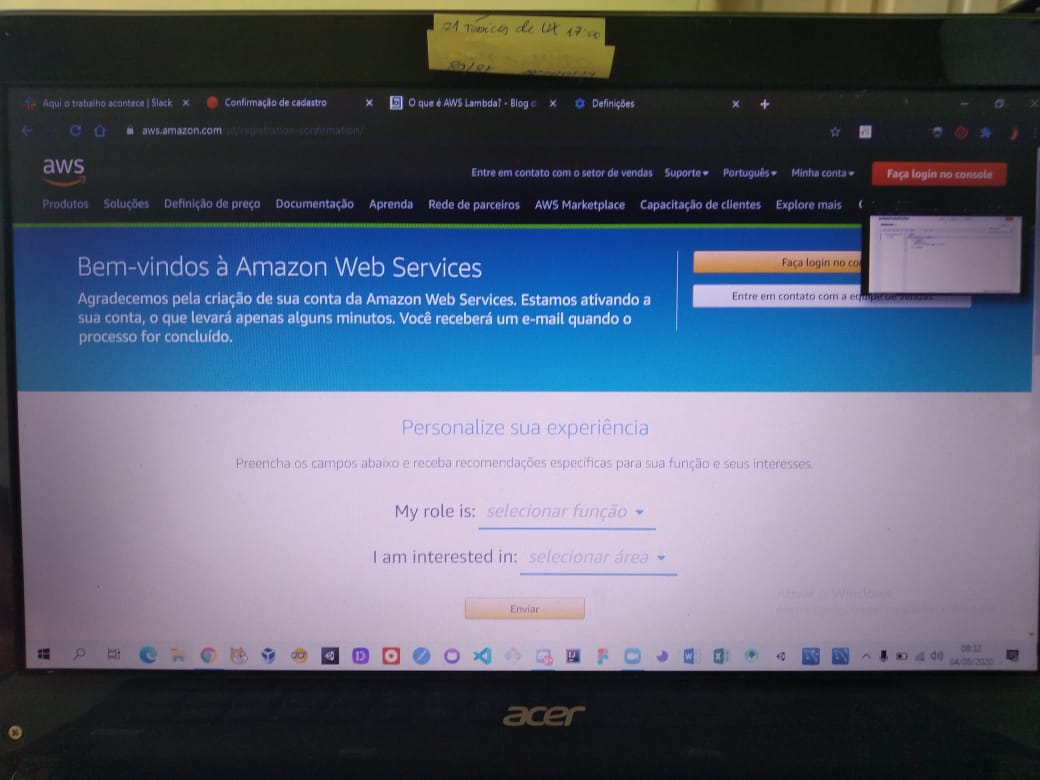 21 Tópicos de UX 17:00
Aqui o trabalho acontece | Slack
Confirmação de cadastro
O que é AWS Lambda? - Blog d
Definições
aws.amazon.com/pt/registration-confirmation/
aws
Entre em contato com o setor de vendas Suporte Português Minha conta Faça login no console
Produtos Soluções Definição de preço Documentação Aprenda Rede de parceiros AWS Marketplace Capacitação de clientes Explore mais
Bem-vindos à Amazon Web Services
Agradecemos pela criação de sua conta da Amazon Web Services. Estamos ativando a
sua conta, o que levará apenas alguns minutos. Você receberá um e-mail quando o
processo for concluído.
Faça login no co
Entre em contato com a equipe de vendas
Personalize sua experiência
Preencha os campos abaixo e receba recomendações específicas para sua função e seus interesses.
My role is: selecionar função
I am interested in: selecionar área
Enviar
Ativar o Windows
08:12
04/09/2020
acer